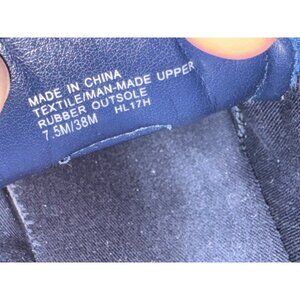 MADE IN CHINA
TEXTILE/MAN-MADE UPPER
RUBBER OUTSOLE
7.5M/38M HL17H